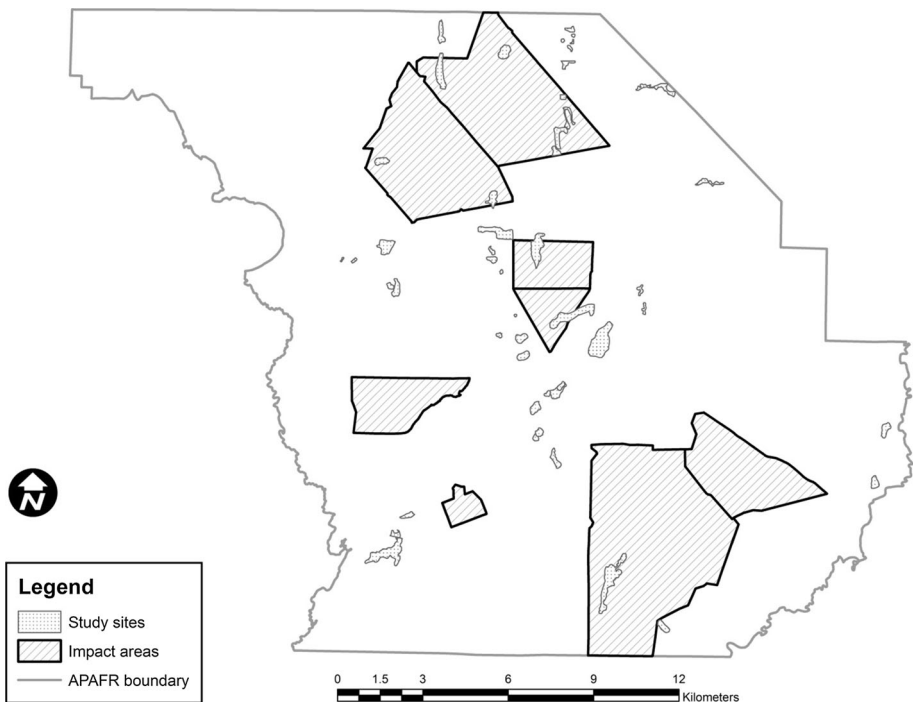 N
Legend
Study sites
Impact areas
APAFR boundary
0 1.5 3 6 9 12
Kilometers